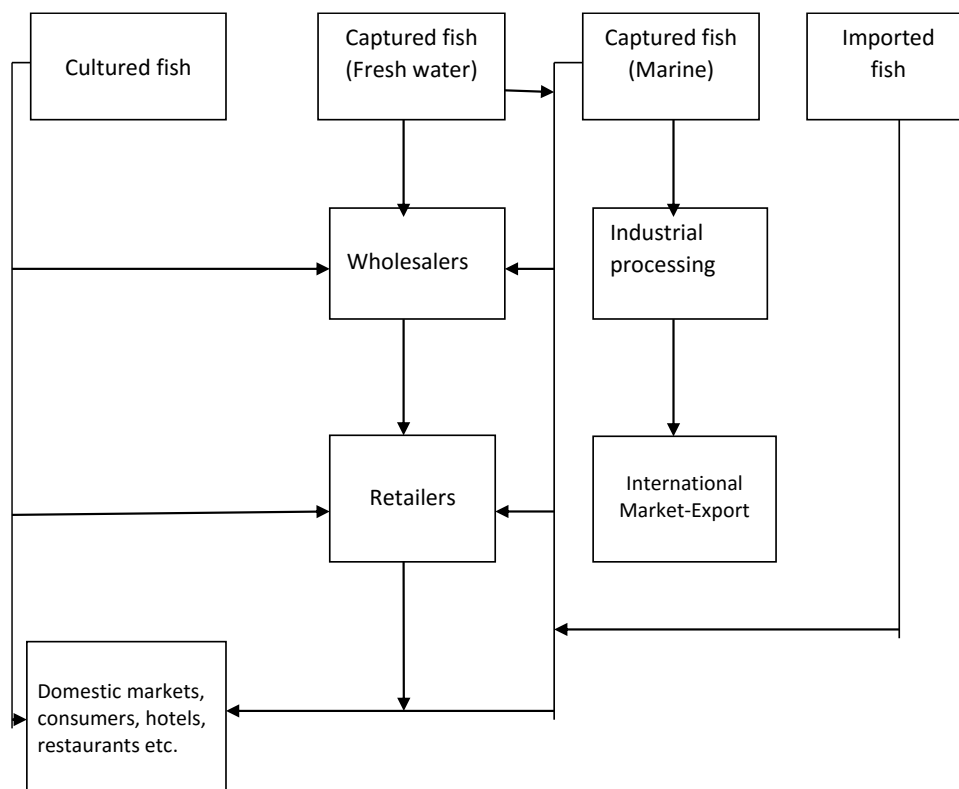 Cultured fish
Captured fish
(Fresh water)
Captured fish
(Marine)
Imported
fish
Wholesalers
Industrial
processing
Retailers
International
Market-Export
Domestic markets,
consumers, hotels,
restaurants etc.